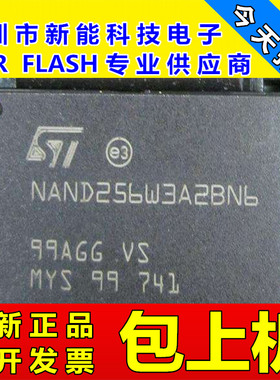 圳市新能科技电子
R FLASH专业供应商
今天
ST
e3
NAND256W3A2BN6
99AGG VS
MYS 99 741
新正品
开发票
包上机